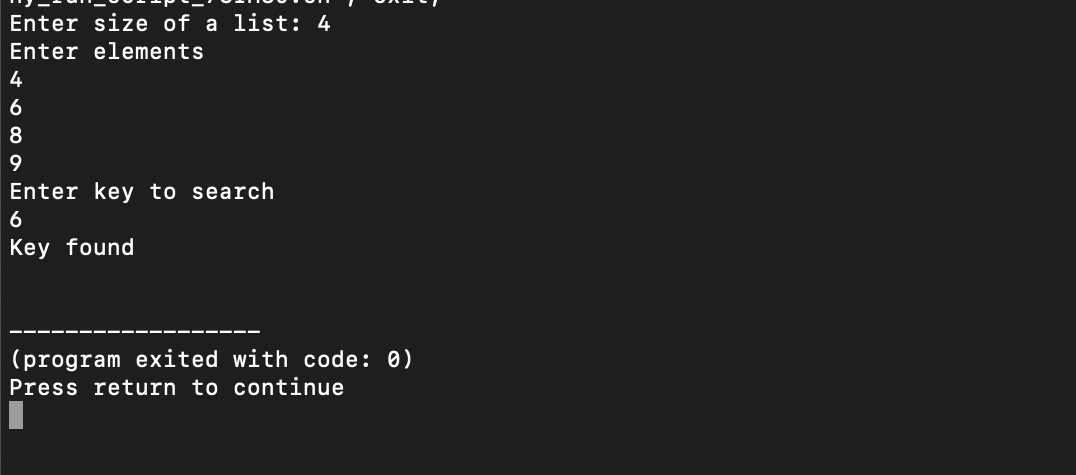 Enter size of a list: 4
Enter elements
4
6
8
9
Enter key to search
6
Key found
------------------
(program exited with code: 0)
Press return to continue